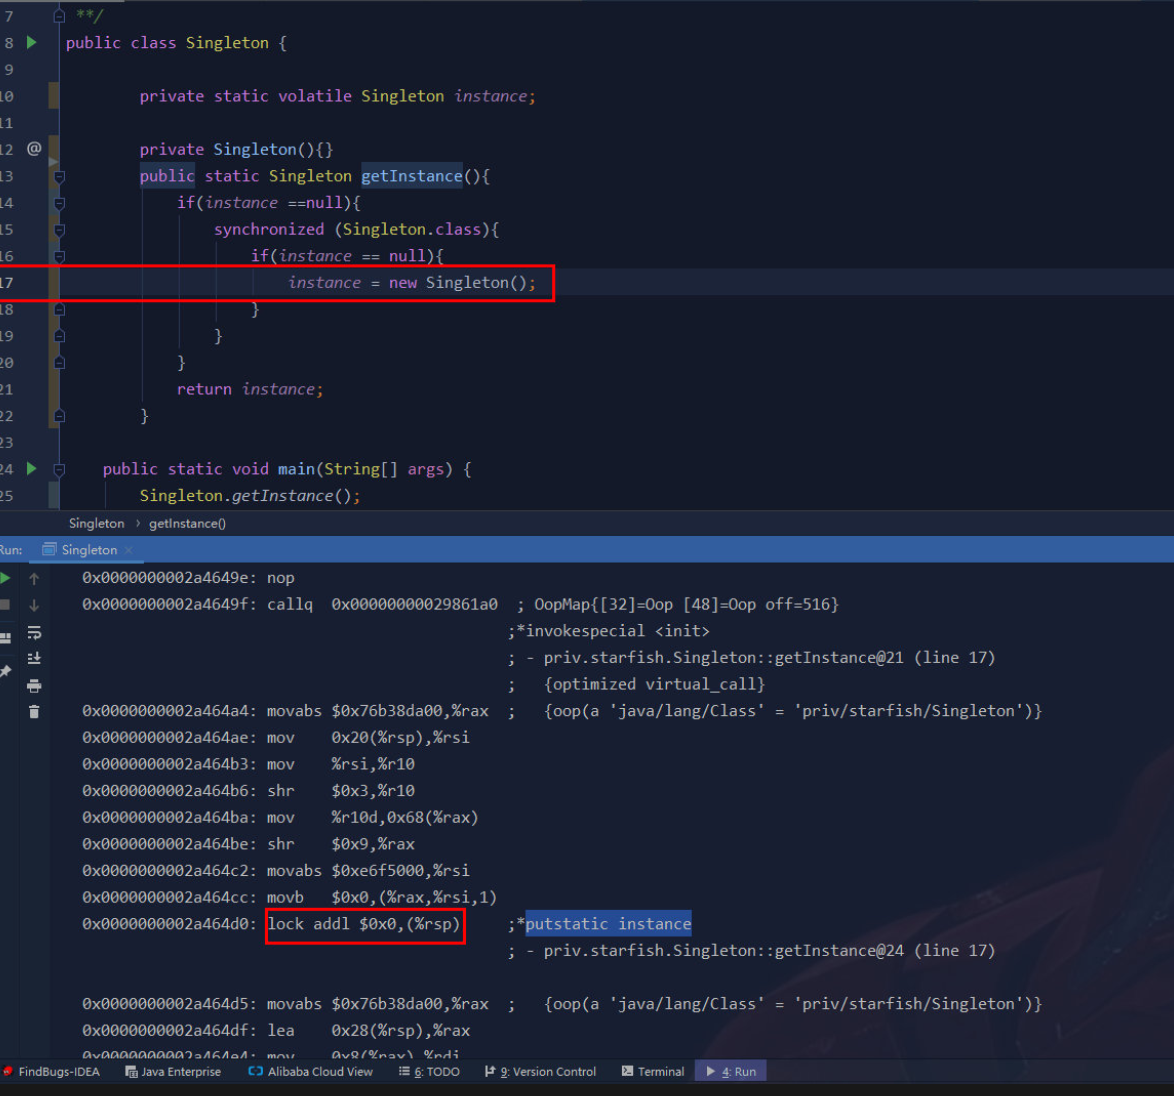 7 **/
8 public class Singleton {
9
10 private static volatile Singleton instance;
11
12 @ private Singleton(){}
13 public static Singleton getInstance(){
14 if(instance ==null){
15 synchronized (Singleton.class){
16 if(instance == null){
17 instance = new Singleton();
18 }
19 }
20 }
21 return instance;
22 }
23
24 public static void main(String[] args) {
25 Singleton.getInstance();
Singleton › getInstance()
Run: Singleton ×
0x0000000002a4649e: nop
0x0000000002a4649f: callq 0x00000000029861a0 ; OopMap{[32]=Oop [48]=Oop off=516}
;*invokespecial <init>
; - priv.starfish.Singleton::getInstance@21 (line 17)
; {optimized virtual_call}
0x0000000002a464a4: movabs $0x76b38da00,%rax ; {oop(a 'java/lang/Class' = 'priv/starfish/Singleton')}
0x0000000002a464ae: mov 0x20(%rsp),%rsi
0x0000000002a464b3: mov %rsi,%r10
0x0000000002a464b6: shr $0x3,%r10
0x0000000002a464ba: mov %r10d,0x68(%rax)
0x0000000002a464be: shr $0x9,%rax
0x0000000002a464c2: movabs $0xe6f5000,%rsi
0x0000000002a464cc: movb $0x0,(%rax,%rsi,1)
0x0000000002a464d0: lock addl $0x0,(%rsp) ;*putstatic instance
; - priv.starfish.Singleton::getInstance@24 (line 17)
0x0000000002a464d5: movabs $0x76b38da00,%rax ; {oop(a 'java/lang/Class' = 'priv/starfish/Singleton')}
0x0000000002a464df: lea 0x28(%rsp),%rax
0x0000000002a464e4: mov 0x8(%rax),%rdi
FindBugs-IDEA Java Enterprise Alibaba Cloud View 6: TODO 9: Version Control Terminal 4: Run